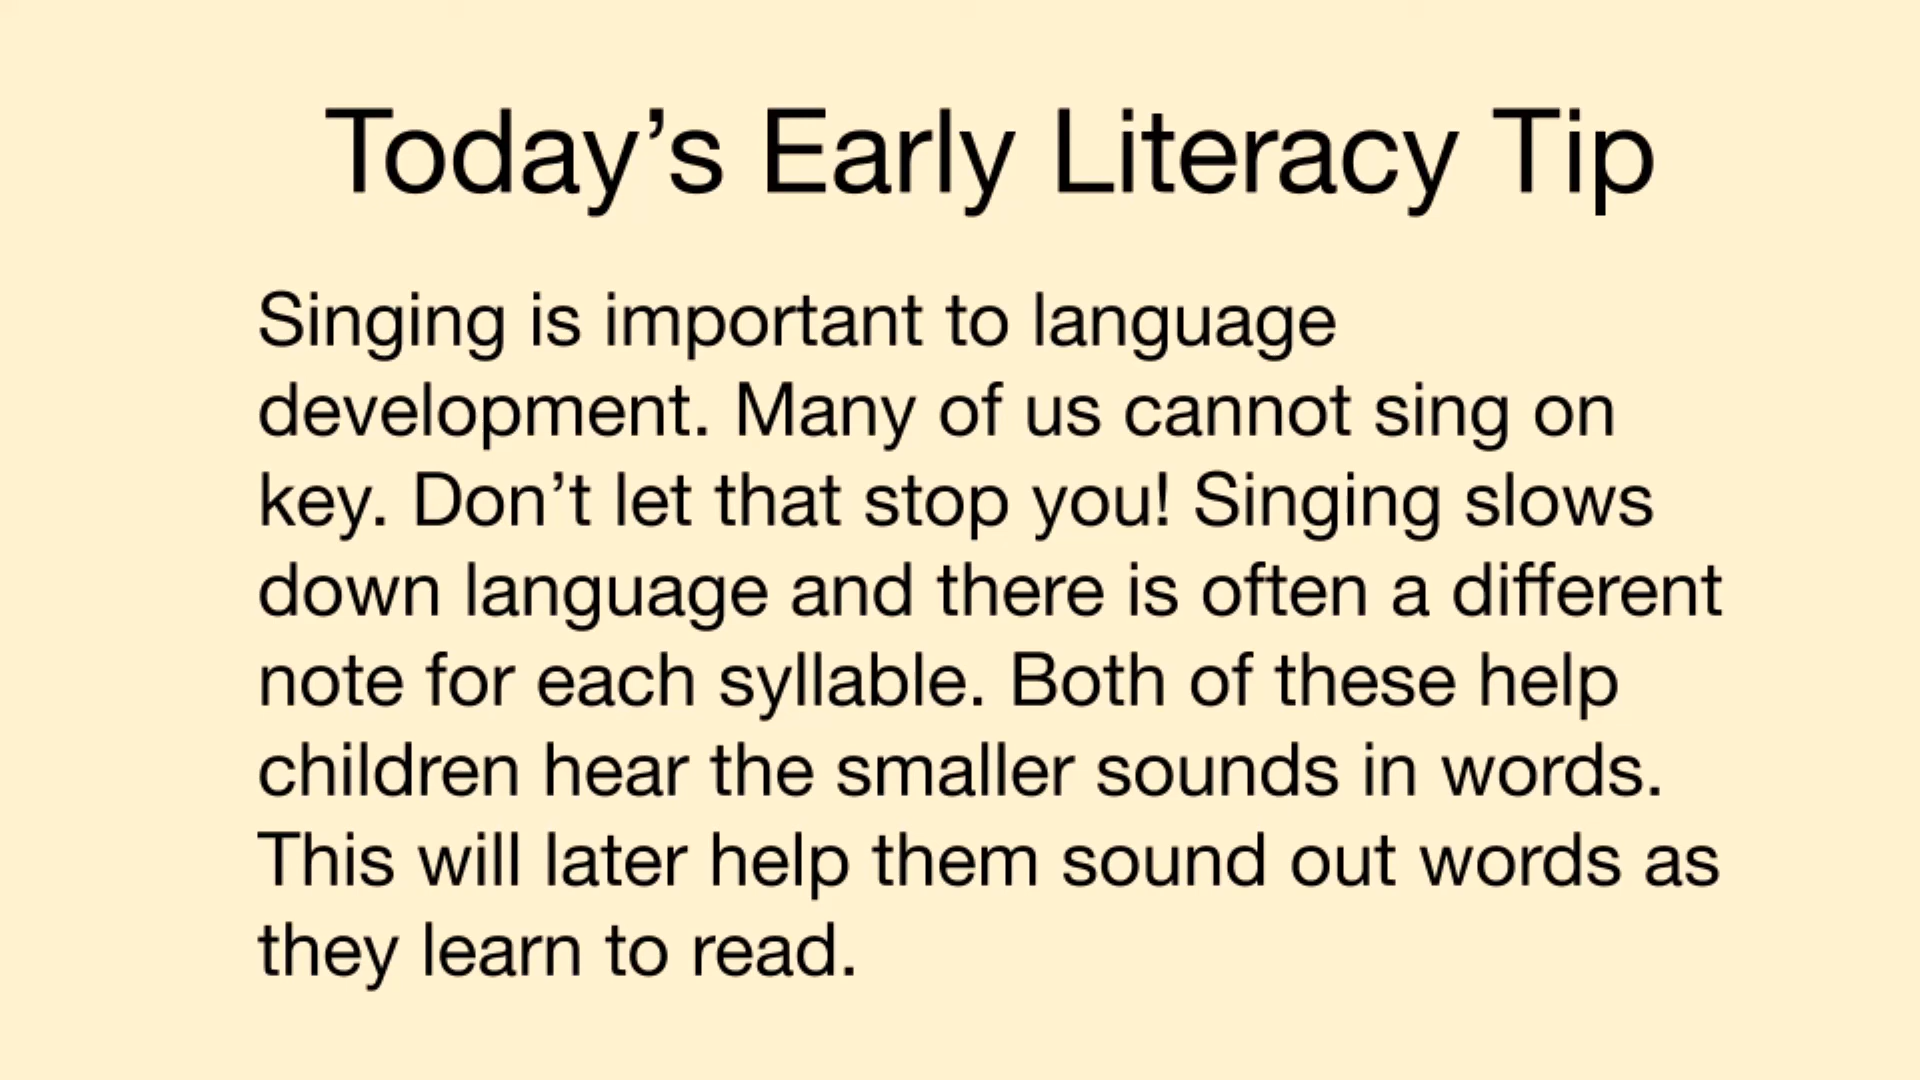 Today’s Early Literacy Tip
Singing is important to language
development. Many of us cannot sing on
key. Don’t let that stop you! Singing slows
down language and there is often a different
note for each syllable. Both of these help
children hear the smaller sounds in words.
This will later help them sound out words as
they learn to read.